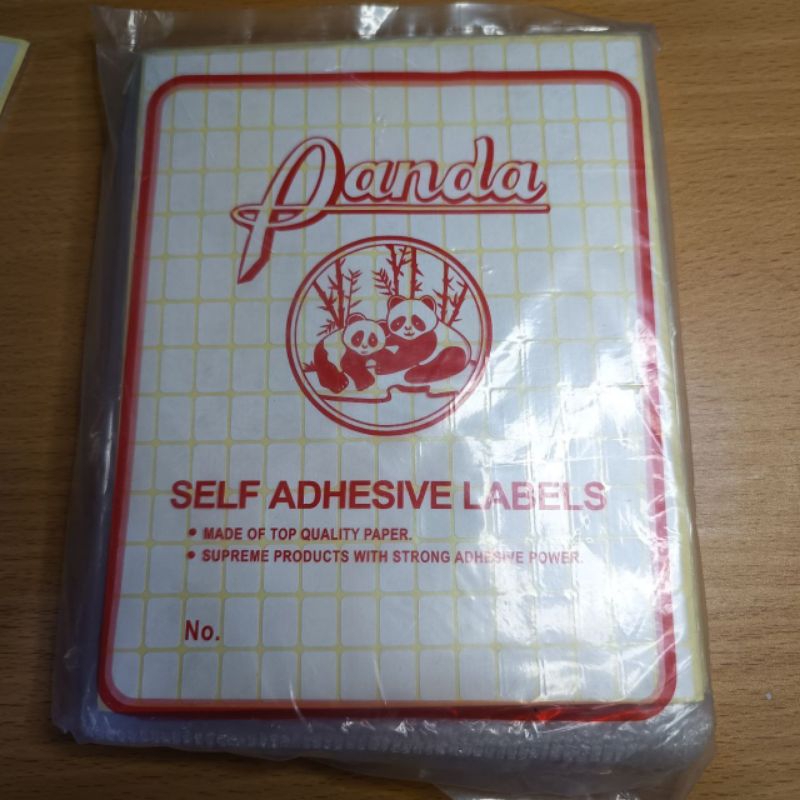 Panda
SELF ADHESIVE LABELS
• MADE OF TOP QUALITY PAPER.
• SUPREME PRODUCTS WITH STRONG ADHESIVE POWER.
No.